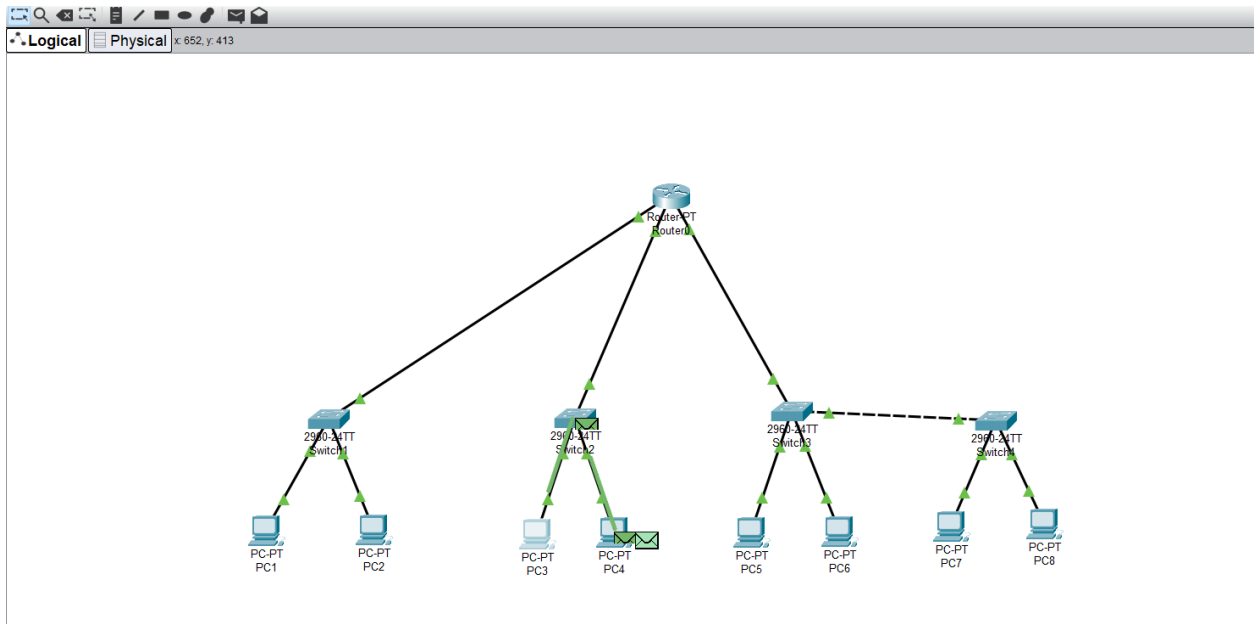 Logical Physical x: 652, y: 413
Router-PT
Router0
2960-24TT
Switch1
2960-24TT
Switch2
2960-24TT
Switch3
2960-24TT
Switch4
PC-PT
PC1
PC-PT
PC2
PC-PT
PC3
PC-PT
PC4
PC-PT
PC5
PC-PT
PC6
PC-PT
PC7
PC-PT
PC8